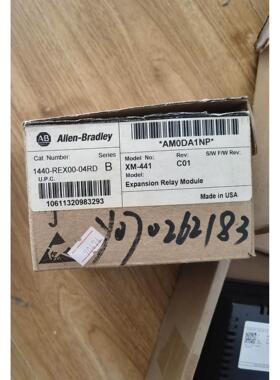 AB Allen-Bradley
*AM0DA1NP*
Cat. Number Series
1440-REX00-04RD B
U.P.C.
10611320983293
Model No: Rev: S/W F/W Rev:
XM-441 C01
Model:
Expansion Relay Module
Made in USA